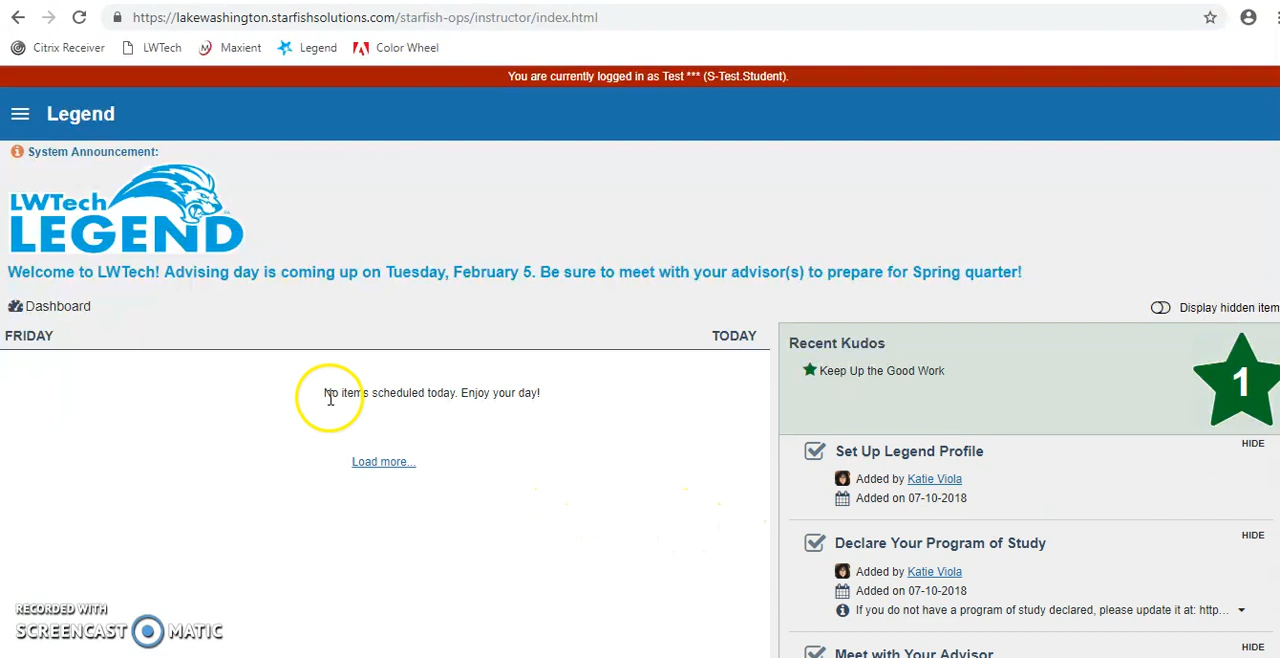 https://lakewashington.starfishsolutions.com/starfish-ops/instructor/index.html
Citrix Receiver LWTech Maxient Legend Color Wheel
You are currently logged in as Test *** (S-Test.Student).
Legend
System Announcement:
LWTech
LEGEND
Welcome to LWTech! Advising day is coming up on Tuesday, February 5. Be sure to meet with your advisor(s) to prepare for Spring quarter!
Dashboard
Display hidden item
FRIDAY TODAY
No items scheduled today. Enjoy your day!
Load more...
Recent Kudos
Keep Up the Good Work
1
HIDE
Set Up Legend Profile
Added by Katie Viola
Added on 07-10-2018
HIDE
Declare Your Program of Study
Added by Katie Viola
Added on 07-10-2018
If you do not have a program of study declared, please update it at: http...
HIDE
Meet with Your Advisor
RECORDED WITH
SCREENCAST MATIC